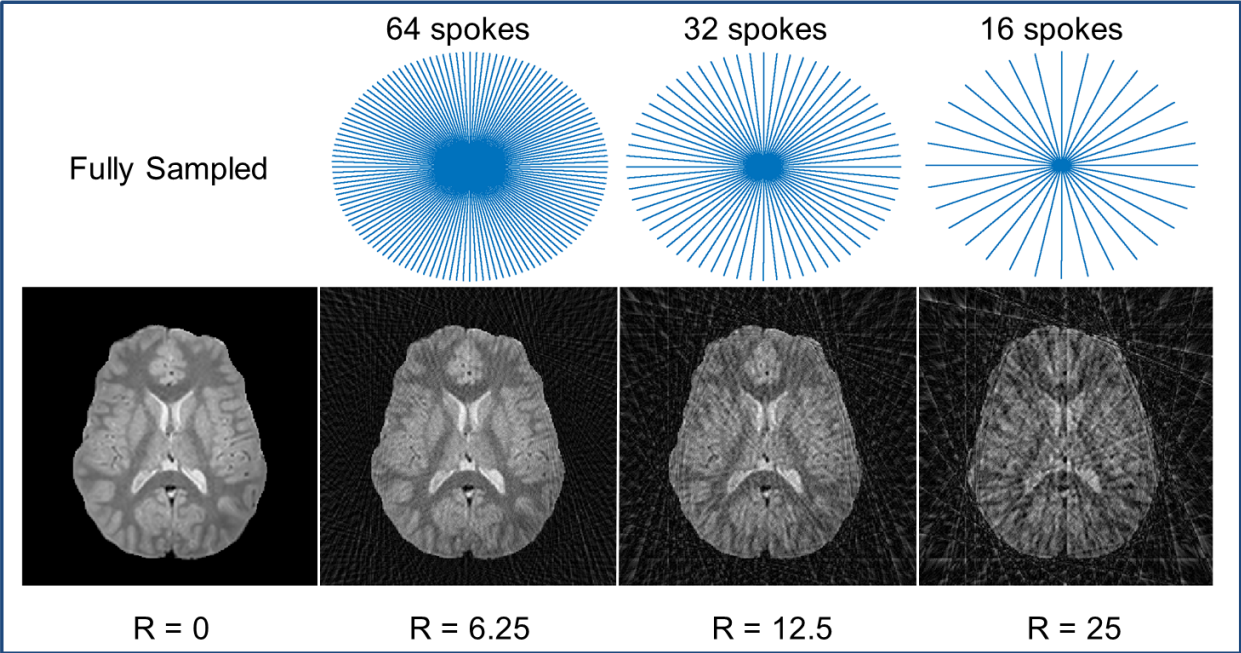 64 spokes
32 spokes
16 spokes
Fully Sampled
R = 0
R = 6.25
R = 12.5
R = 25